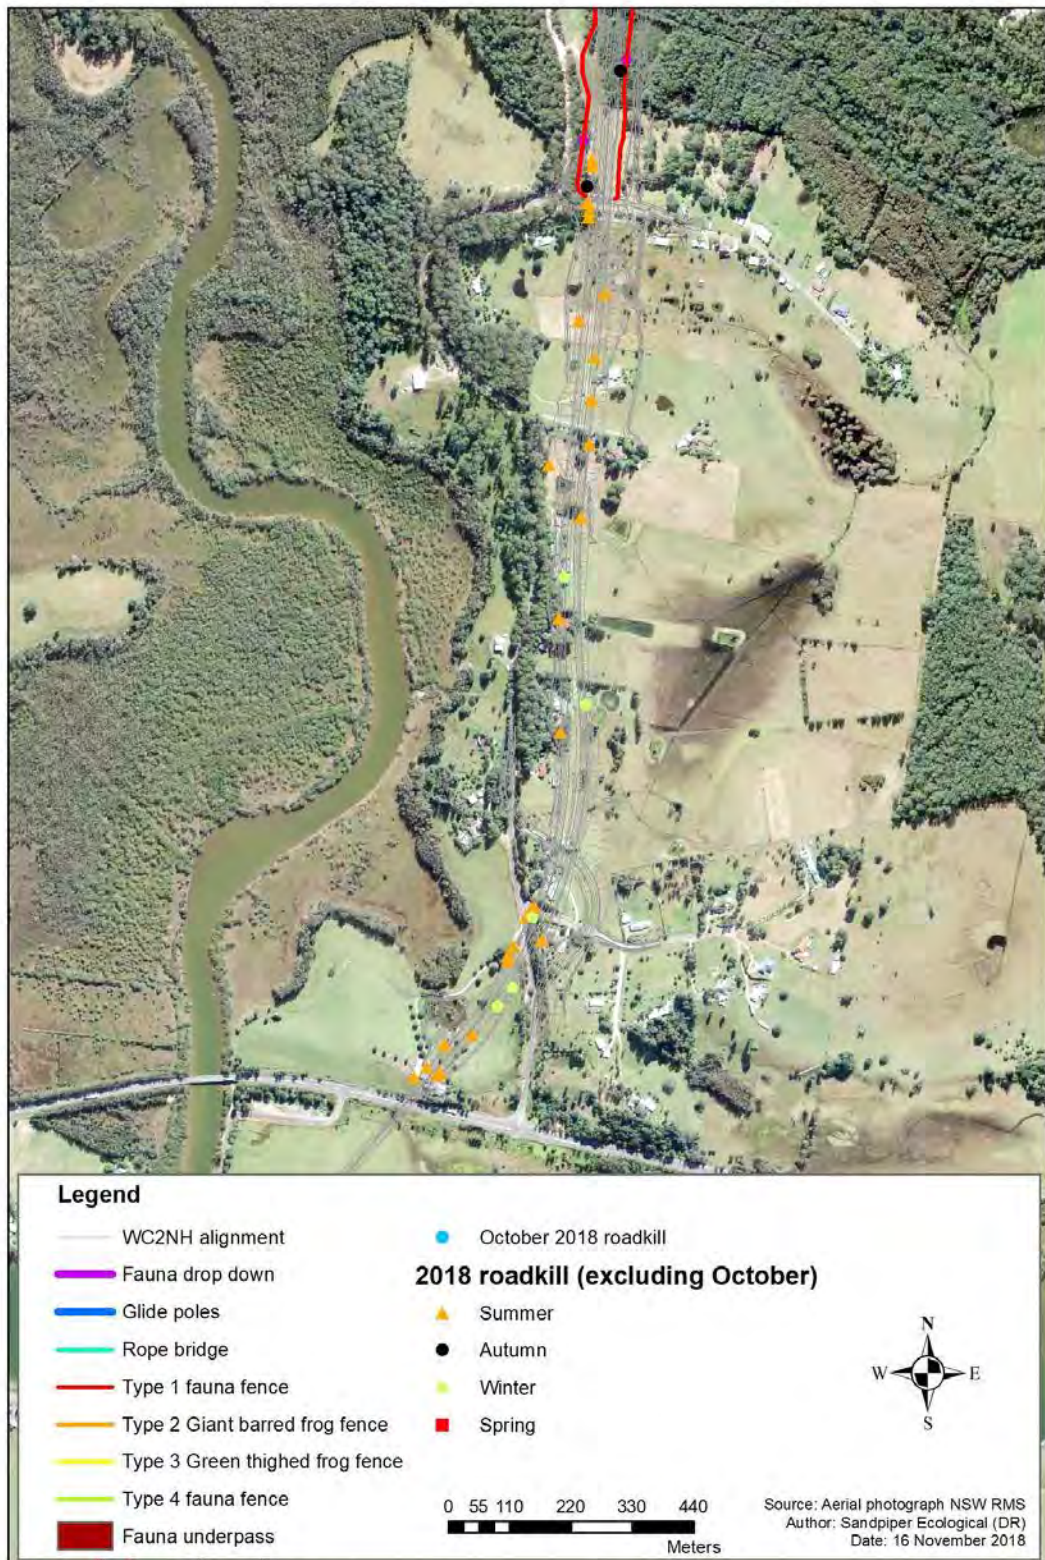 Legend
WC2NH alignment
Fauna drop down
Glide poles
Rope bridge
Type 1 fauna fence
Type 2 Giant barred frog fence
Type 3 Green thighed frog fence
Type 4 fauna fence
Fauna underpass
October 2018 roadkill
2018 roadkill (excluding October)
Summer
Autumn
Winter
Spring
N
W E
S
0 55 110 220 330 440
Meters
Source: Aerial photograph NSW RMS
Author: Sandpiper Ecological (DR)
Date: 16 November 2018